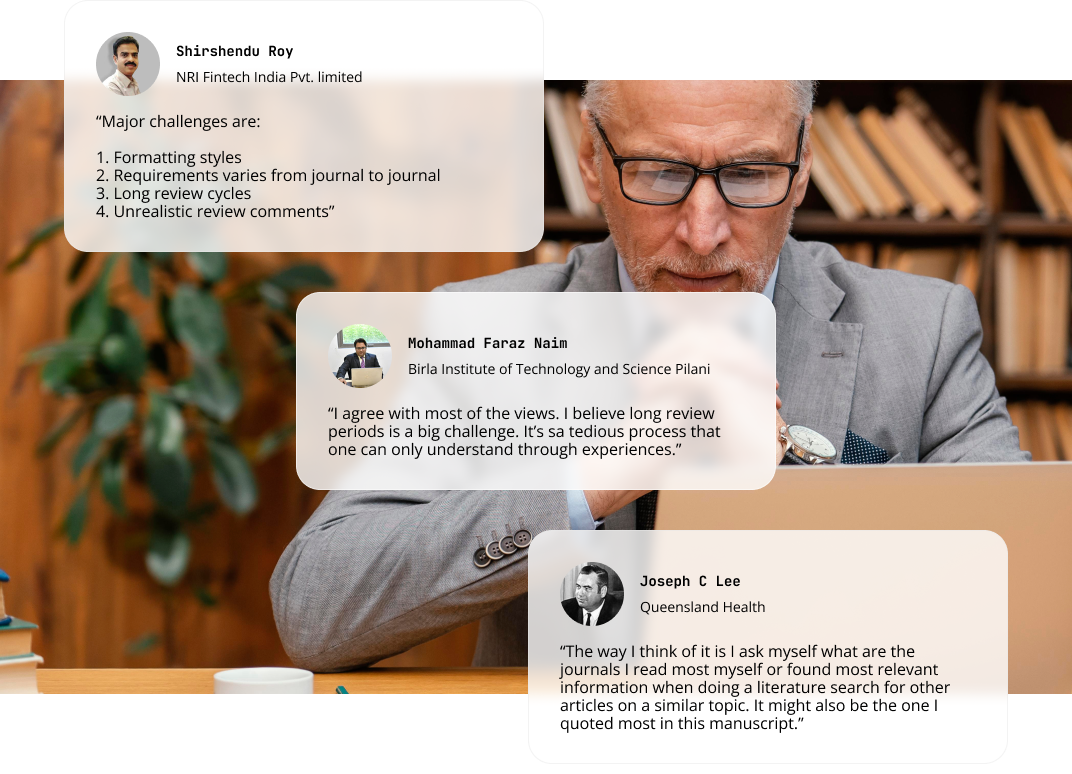 Shirshendu Roy
NRI Fintech India Pvt. limited
“Major challenges are:
1. Formatting styles
2. Requirements varies from journal to journal
3. Long review cycles
4. Unrealistic review comments”
Mohammad Faraz Naim
Birla Institute of Technology and Science Pilani
“I agree with most of the views. I believe long review
periods is a big challenge. It’s sa tedious process that
one can only understand through experiences.”
Joseph C Lee
Queensland Health
“The way I think of it is I ask myself what are the
journals I read most myself or found most relevant
information when doing a literature search for other
articles on a similar topic. It might also be the one I
quoted most in this manuscript.”